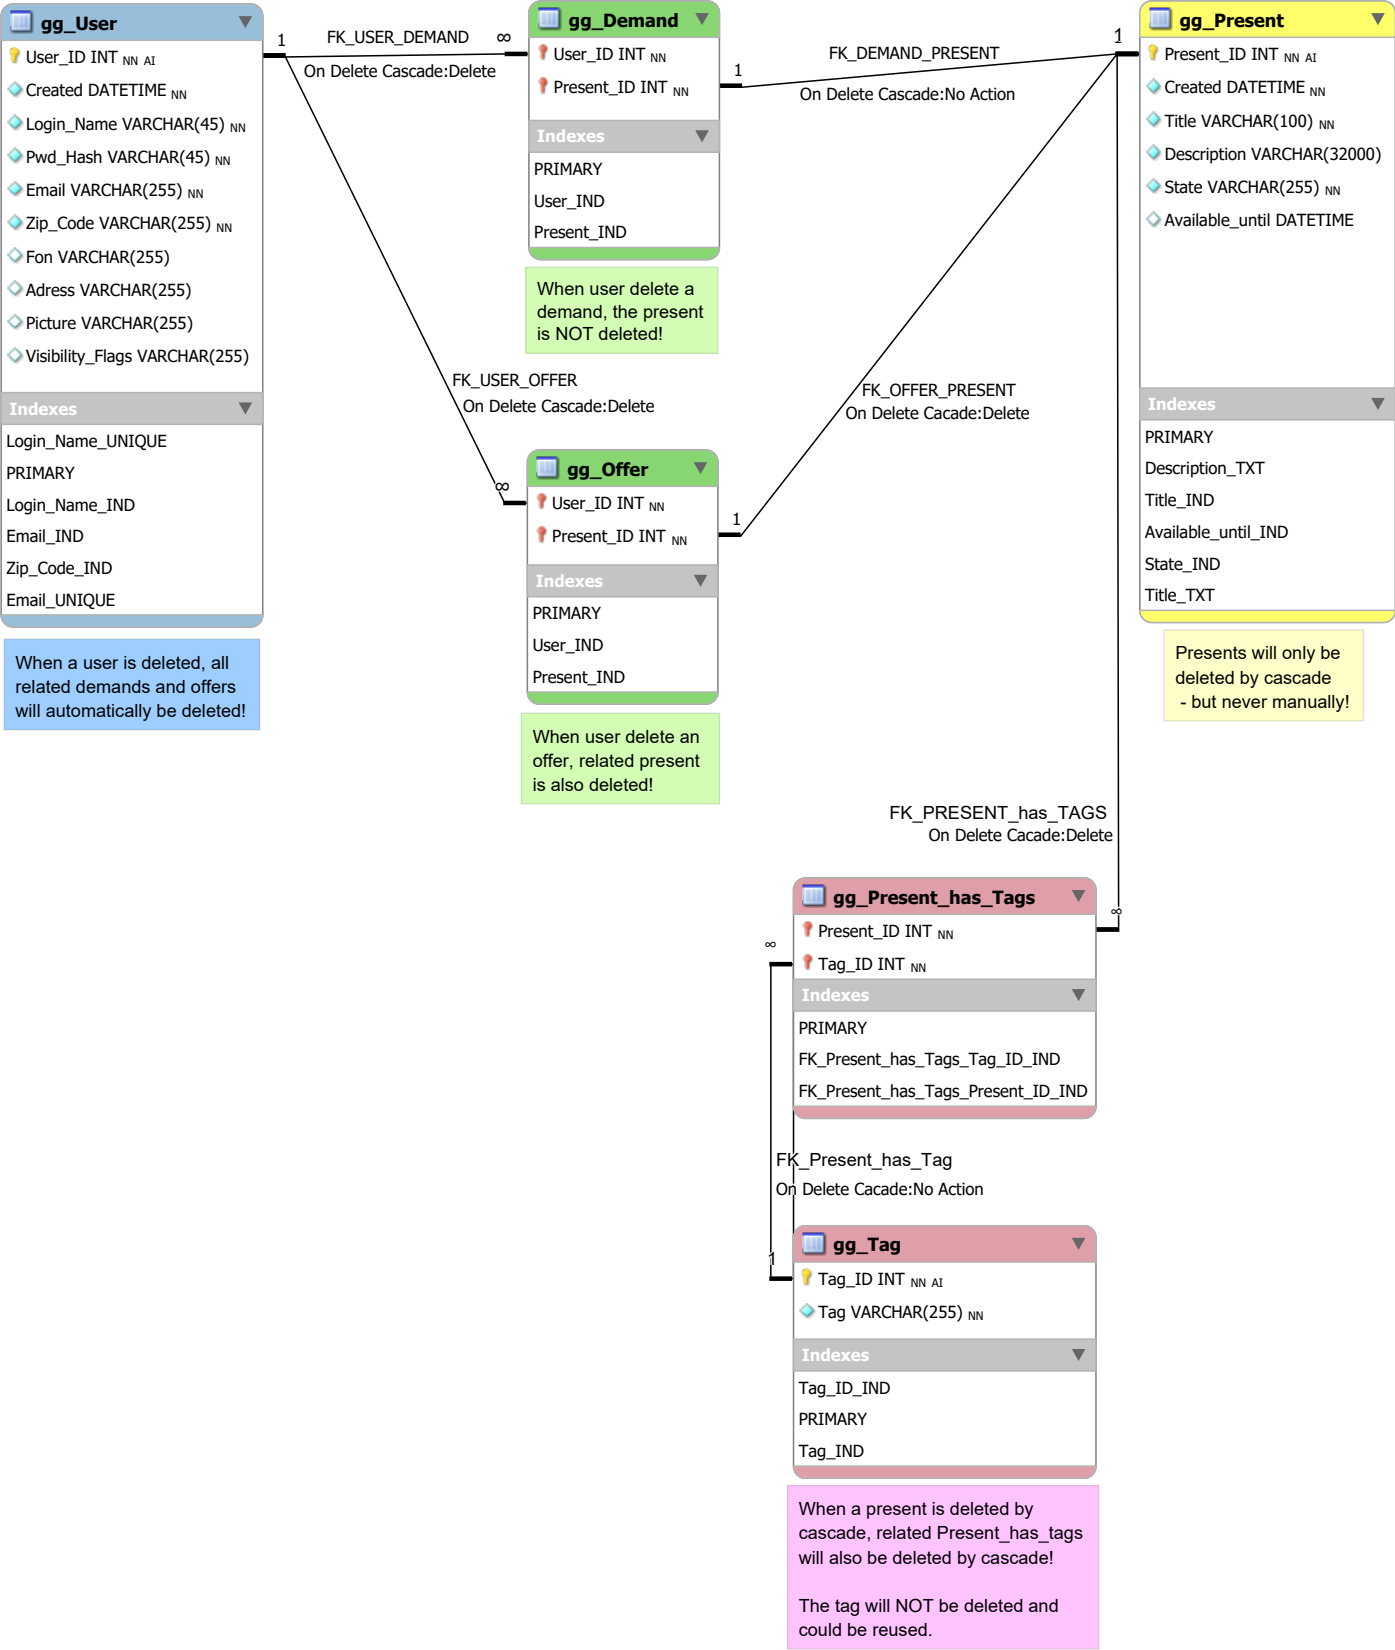 gg_User
User_ID INT NN AI
Created DATETIME NN
Login_Name VARCHAR(45) NN
Pwd_Hash VARCHAR(45) NN
Email VARCHAR(255) NN
Zip_Code VARCHAR(255) NN
Fon VARCHAR(255)
Adress VARCHAR(255)
Picture VARCHAR(255)
Visibility_Flags VARCHAR(255)
Indexes
Login_Name_UNIQUE
PRIMARY
Login_Name_IND
Email_IND
Zip_Code_IND
Email_UNIQUE
When a user is deleted, all
related demands and offers
will automatically be deleted!
1
FK_USER_DEMAND
∞
On Delete Cascade:Delete
gg_Demand
User_ID INT NN
Present_ID INT NN
Indexes
PRIMARY
User_IND
Present_IND
When user delete a
demand, the present
is NOT deleted!
1
FK_DEMAND_PRESENT
1
On Delete Cascade:No Action
FK_USER_OFFER
On Delete Cascade:Delete
∞
gg_Offer
User_ID INT NN
Present_ID INT NN
Indexes
PRIMARY
User_IND
Present_IND
When user delete an
offer, related present
is also deleted!
1
FK_OFFER_PRESENT
On Delete Cacade:Delete
gg_Present
Present_ID INT NN AI
Created DATETIME NN
Title VARCHAR(100) NN
Description VARCHAR(32000)
State VARCHAR(255) NN
Available_until DATETIME
Indexes
PRIMARY
Description_TXT
Title_IND
Available_until_IND
State_IND
Title_TXT
Presents will only be
deleted by cascade
- but never manually!
FK_PRESENT_has_TAGS
On Delete Cacade:Delete
∞
gg_Present_has_Tags
Present_ID INT NN
Tag_ID INT NN
Indexes
PRIMARY
FK_Present_has_Tags_Tag_ID_IND
FK_Present_has_Tags_Present_ID_IND
∞
FK_Present_has_Tag
On Delete Cacade:No Action
1
gg_Tag
Tag_ID INT NN AI
Tag VARCHAR(255) NN
Indexes
Tag_ID_IND
PRIMARY
Tag_IND
When a present is deleted by
cascade, related Present_has_tags
will also be deleted by cascade!
The tag will NOT be deleted and
could be reused.